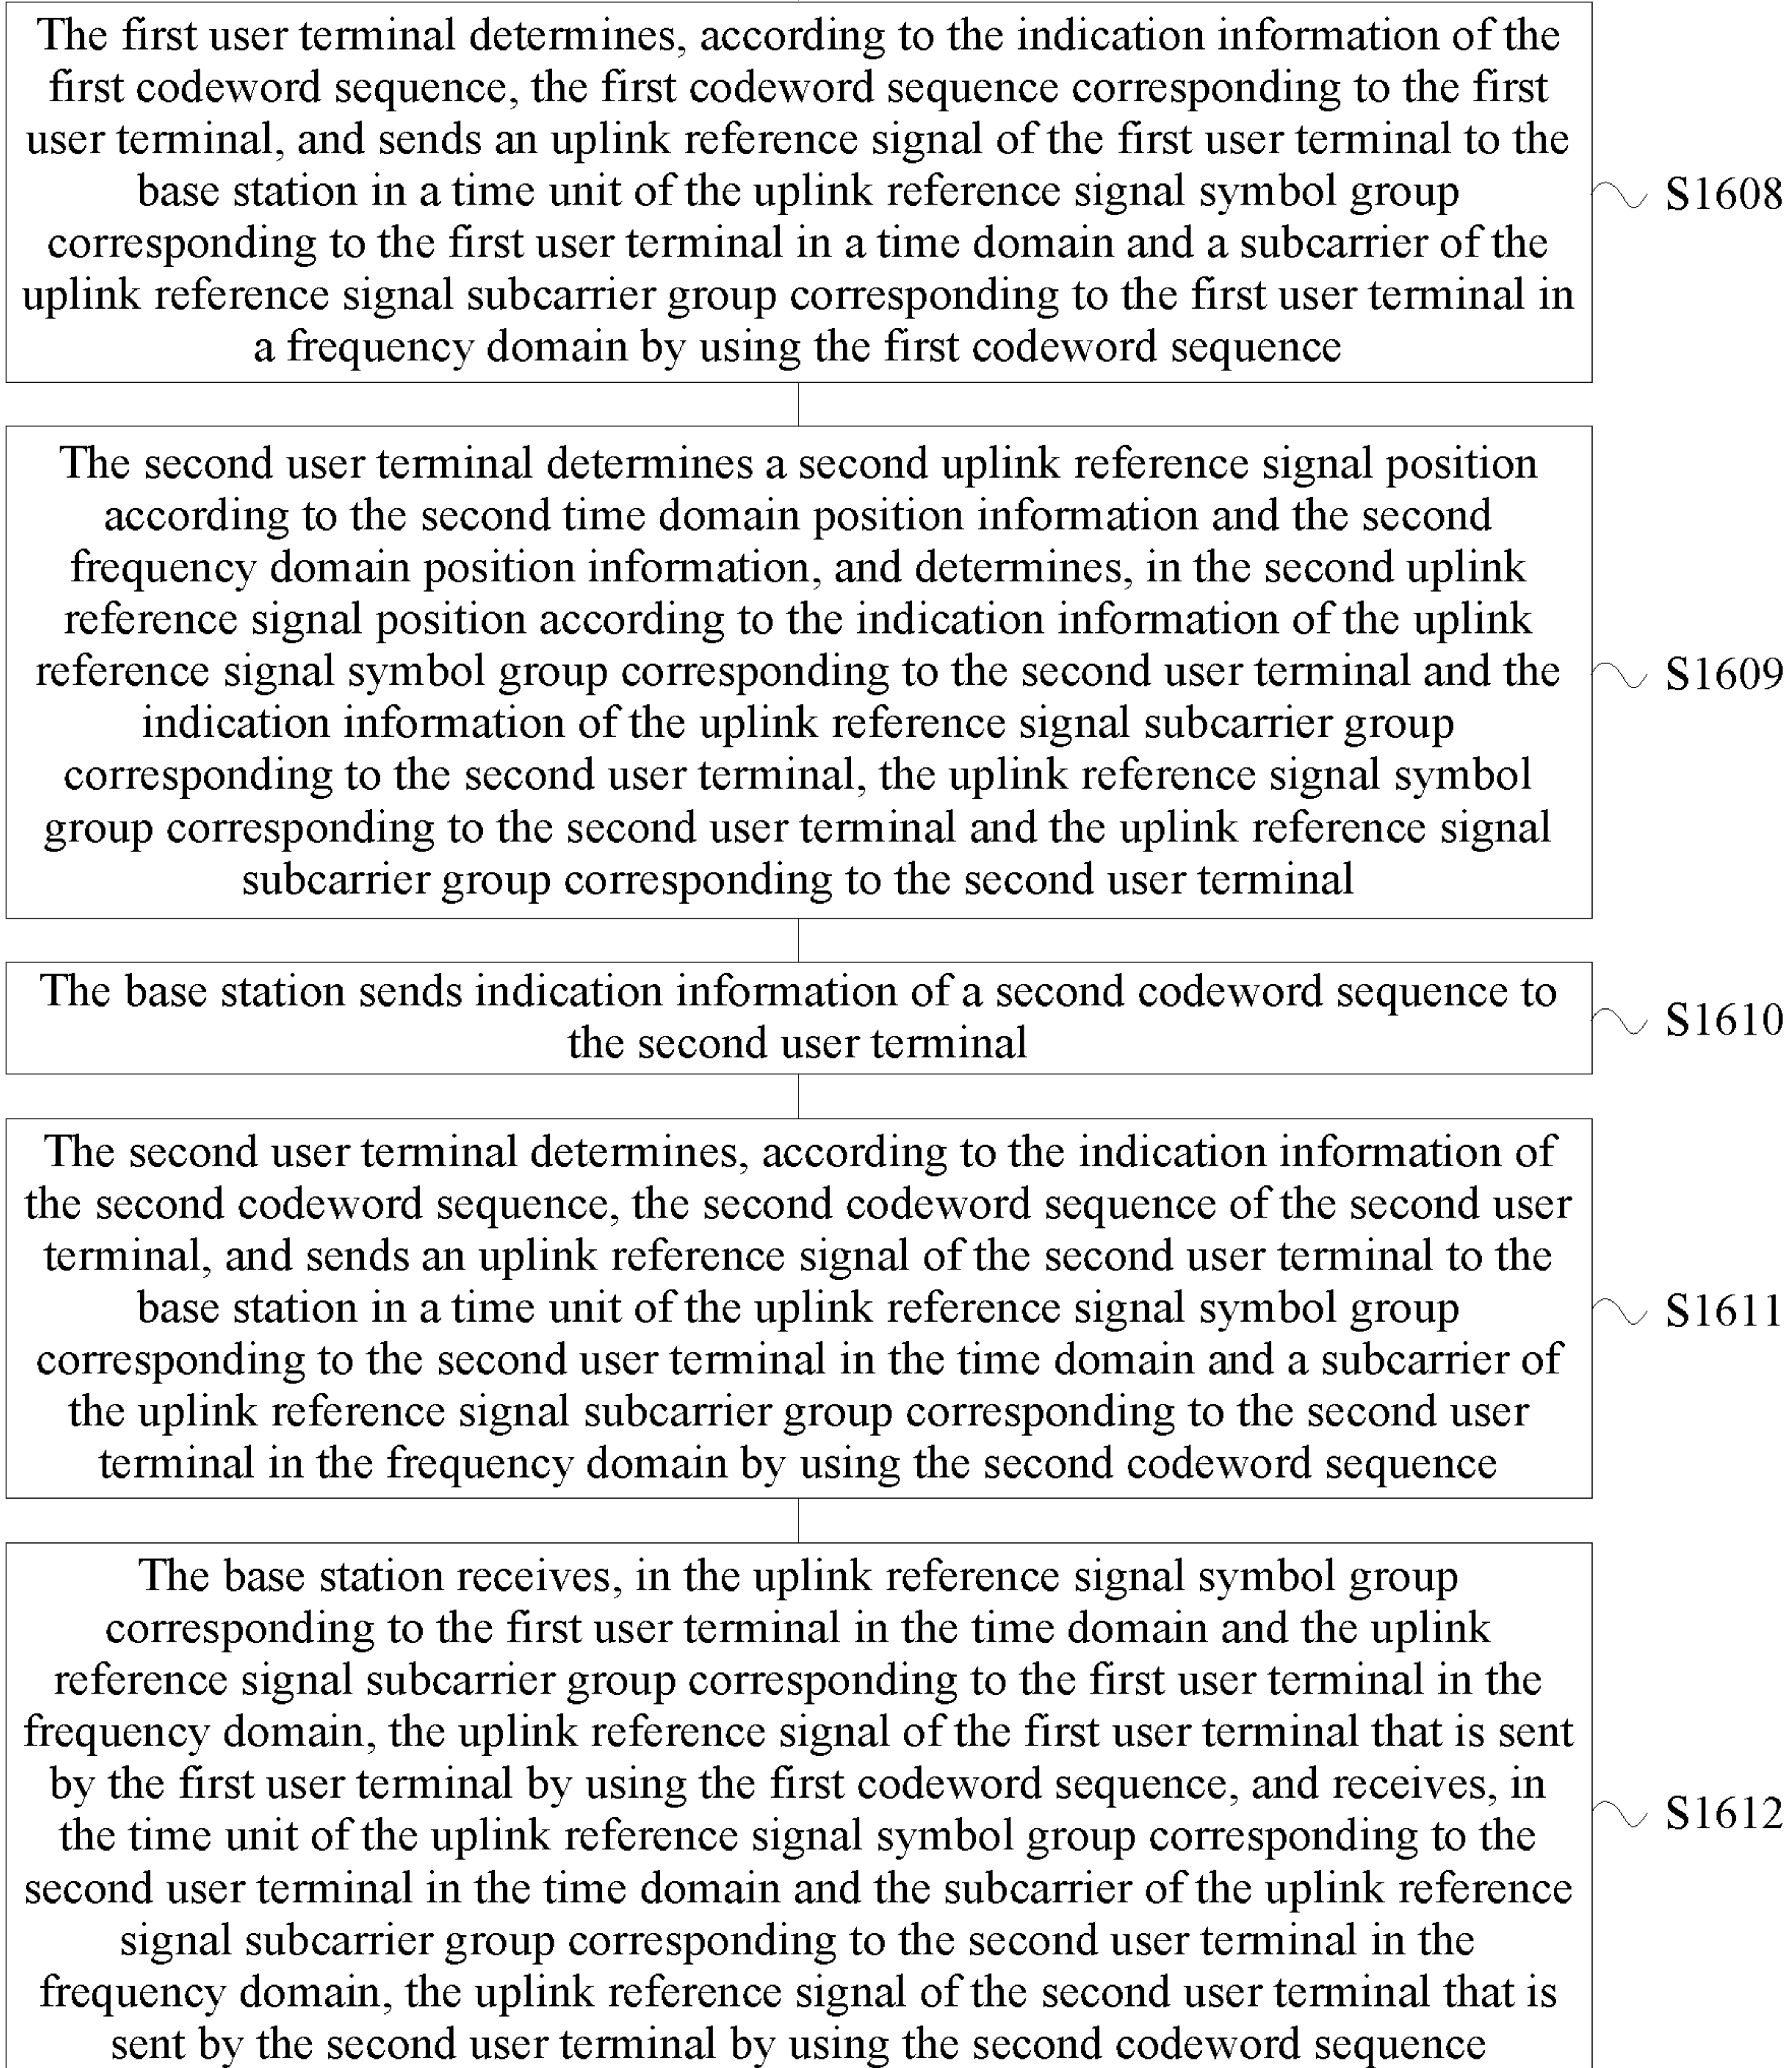 The first user terminal determines, according to the indication information of the
first codeword sequence, the first codeword sequence corresponding to the first
user terminal, and sends an uplink reference signal of the first user terminal to the
base station in a time unit of the uplink reference signal symbol group
corresponding to the first user terminal in a time domain and a subcarrier of the
uplink reference signal subcarrier group corresponding to the first user terminal in
a frequency domain by using the first codeword sequence
S1608
The second user terminal determines a second uplink reference signal position
according to the second time domain position information and the second
frequency domain position information, and determines, in the second uplink
reference signal position according to the indication information of the uplink
reference signal symbol group corresponding to the second user terminal and the
indication information of the uplink reference signal subcarrier group
corresponding to the second user terminal, the uplink reference signal symbol
group corresponding to the second user terminal and the uplink reference signal
subcarrier group corresponding to the second user terminal
S1609
The base station sends indication information of a second codeword sequence to
the second user terminal
S1610
The second user terminal determines, according to the indication information of
the second codeword sequence, the second codeword sequence of the second user
terminal, and sends an uplink reference signal of the second user terminal to the
base station in a time unit of the uplink reference signal symbol group
corresponding to the second user terminal in the time domain and a subcarrier of
the uplink reference signal subcarrier group corresponding to the second user
terminal in the frequency domain by using the second codeword sequence
S1611
The base station receives, in the uplink reference signal symbol group
corresponding to the first user terminal in the time domain and the uplink
reference signal subcarrier group corresponding to the first user terminal in the
frequency domain, the uplink reference signal of the first user terminal that is sent
by the first user terminal by using the first codeword sequence, and receives, in
the time unit of the uplink reference signal symbol group corresponding to the
second user terminal in the time domain and the subcarrier of the uplink reference
signal subcarrier group corresponding to the second user terminal in the
frequency domain, the uplink reference signal of the second user terminal that is
sent by the second user terminal by using the second codeword sequence
S1612